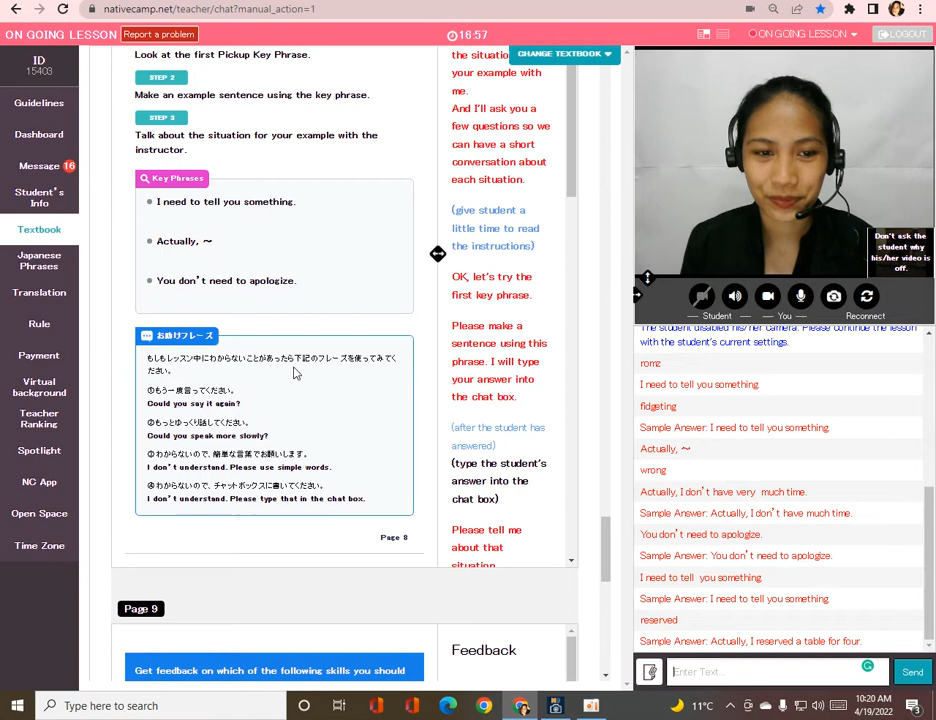 nativecamp.net/teacher/chat?manual_action=1
ON GOING LESSON
Report a problem
16:57
ON GOING LESSON
LOGOUT
ID
15403
Guidelines
Dashboard
Message 16
Student's
Info
Textbook
Japanese
Phrases
Translation
Rule
Payment
Virtual
background
Teacher
Ranking
Spotlight
NC App
Open Space
Time Zone
Look at the first Pickup Key Phrase.
STEP 2
Make an example sentence using the key phrase.
STEP 3
Talk about the situation for your example with the
instructor.
Key Phrases
I need to tell you something.
Actually, ～
You don't need to apologize.
お助けフレーズ
もしもレッスン中にわからないことがあったら下記のフレーズを使ってみてく
ださい。
①もう一度言ってください。
Could you say it again?
②もっとゆっくり話してください。
Could you speak more slowly?
③わからないので、簡単な言葉でお願いします。
I don't understand. Please use simple words.
④わからないので、チャットボックスに書いてください。
I don't understand. Please type that in the chat box.
Page 8
Page 9
Get feedback on which of the following skills you should
CHANGE TEXTBOOK
the situation for
your example with
me.
And I'll ask you a
few questions so we
can have a short
conversation about
each situation.
(give student a
little time to read
the instructions)
OK, let's try the
first key phrase.
Please make a
sentence using this
phrase. I will type
your answer into
the chat box.
(after the student has
answered)
(type the student's
answer into the
chat box)
Please tell me
about that
situation.
Feedback
Don't ask the
student why
his/her video is
off.
Student
You
Reconnect
The student disabled his/her camera. Please continue the lesson
with the student's current settings.
romz
I need to tell you something.
fidgeting
Sample Answer: I need to tell you something.
Actually, ～
wrong
Actually, I don't have very much time.
Sample Answer: Actually, I don't have much time.
You don't need to apologize.
Sample Answer: You don't need to apologize.
I need to tell you something.
Sample Answer: I need to tell you something.
reserved
Sample Answer: Actually, I reserved a table for four.
Enter Text...
Send
Type here to search
11°C
10:20 AM
4/19/2022
3